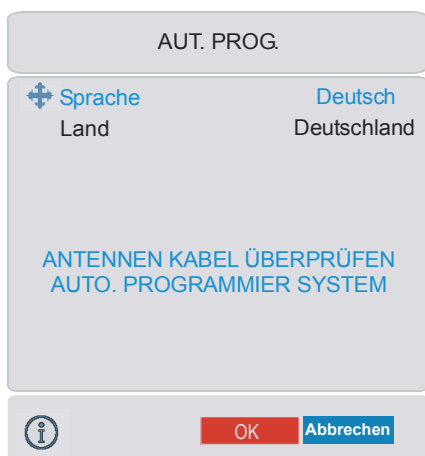 AUT. PROG.
Sprache Deutsch
Land Deutschland
ANTENNEN KABEL ÜBERPRÜFEN
AUTO. PROGRAMMIER SYSTEM
OK Abbrechen